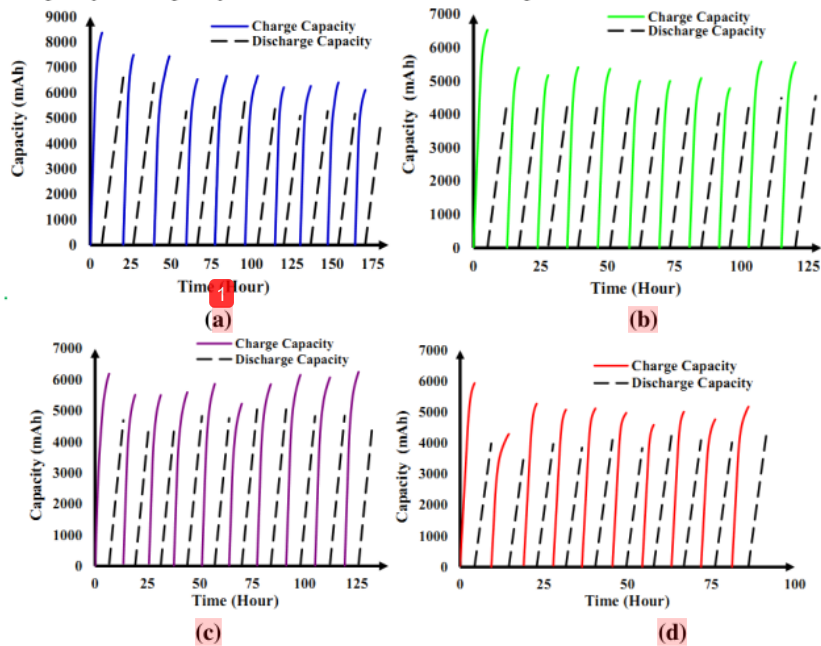 9000
8000
7000
6000
5000
4000
3000
2000
1000
0
Capacity (mAh)
Charge Capacity
Discharge Capacity
0 25 50 75 100 125 150 175
Time (Hour)
1
(a)
7000
6000
5000
4000
3000
2000
1000
0
Capacity (mAh)
Charge Capacity
Discharge Capacity
0 25 50 75 100 125
Time (Hour)
(b)
7000
6000
5000
4000
3000
2000
1000
0
Capacity (mAh)
Charge Capacity
Discharge Capacity
0 25 50 75 100 125
Time (Hour)
(c)
7000
6000
5000
4000
3000
2000
1000
0
Capacity (mAh)
Charge Capacity
Discharge Capacity
0 25 50 75 100
Time (Hour)
(d)